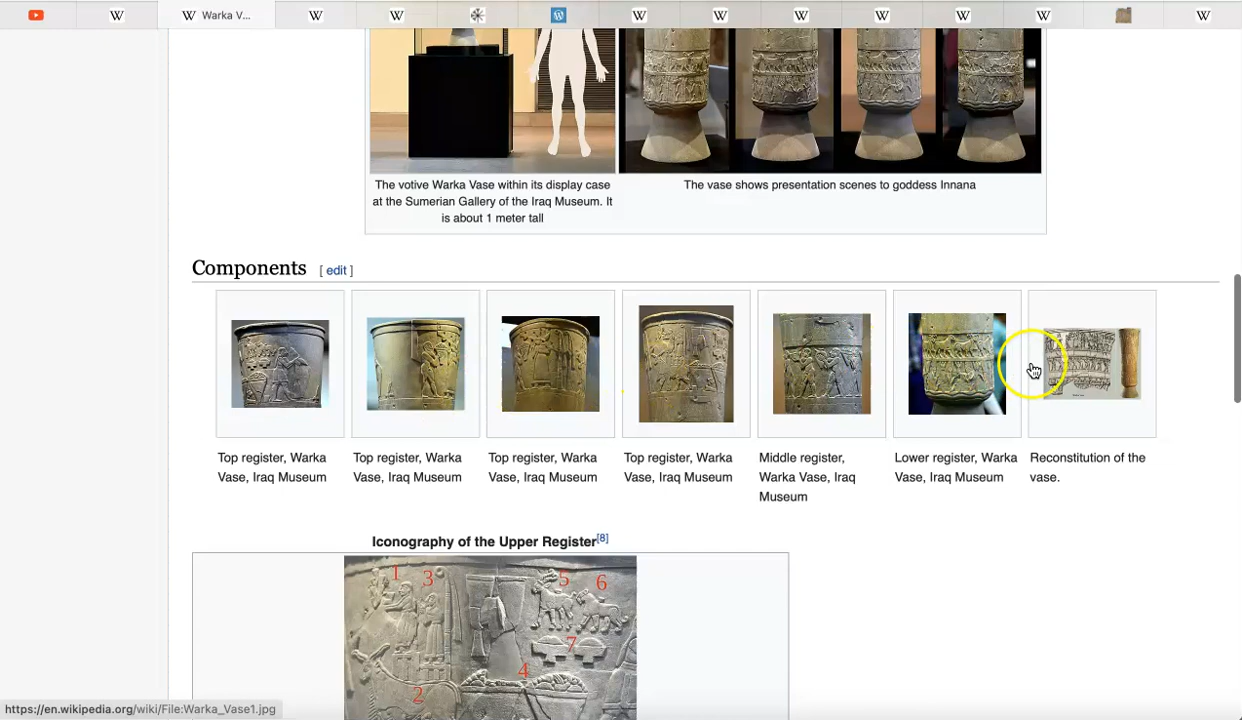 Warka V...
The votive Warka Vase within its display case
at the Sumerian Gallery of the Iraq Museum. It
is about 1 meter tall
The vase shows presentation scenes to goddess Innana
Components [ edit ]
Top register, Warka
Vase, Iraq Museum
Top register, Warka
Vase, Iraq Museum
Top register, Warka
Vase, Iraq Museum
Top register, Warka
Vase, Iraq Museum
Middle register,
Warka Vase, Iraq
Museum
Lower register, Warka
Vase, Iraq Museum
Reconstitution of the
vase.
Iconography of the Upper Register[8]
1
3
5
6
7
4
2
https://en.wikipedia.org/wiki/File:Warka_Vase1.jpg